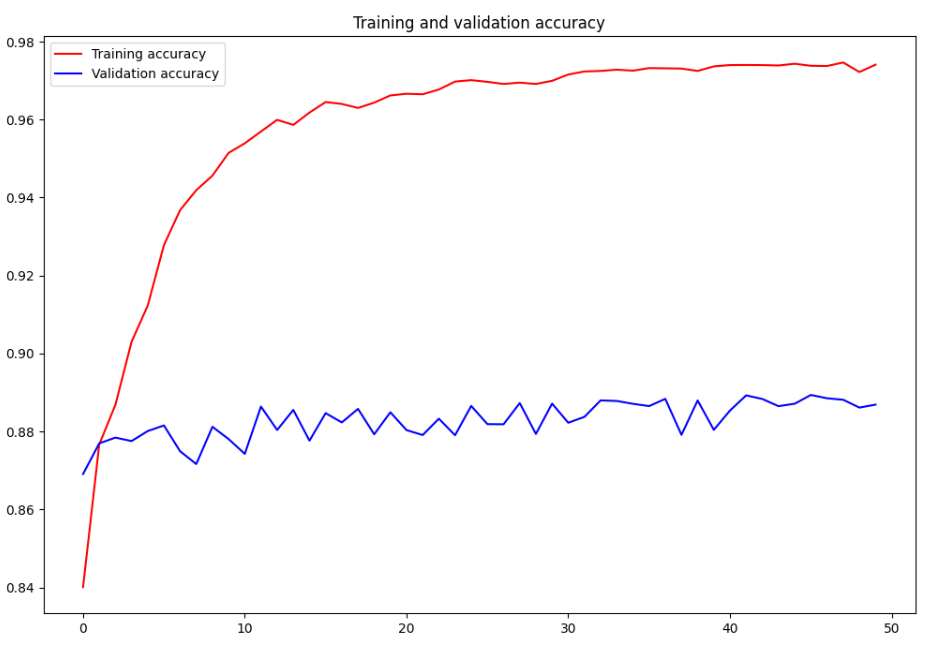 Training and validation accuracy
0.98
Training accuracy
Validation accuracy
0.96
0.94
0.92
0.90
0.88
0.86
0.84
0 10 20 30 40 50